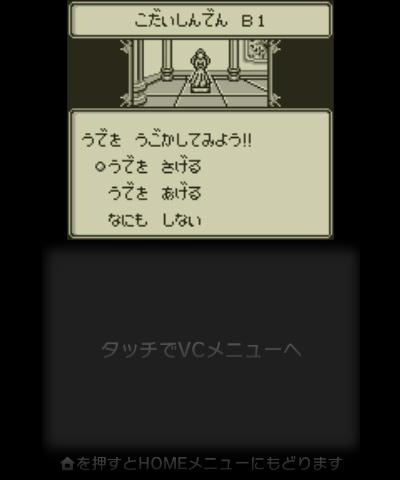 こだいしんでん B1
うでを うごかしてみよう!!
うでを さげる
うでを あげる
なにも しない
タッチでVCメニューへ
を押すとHOMEメニューにもどります